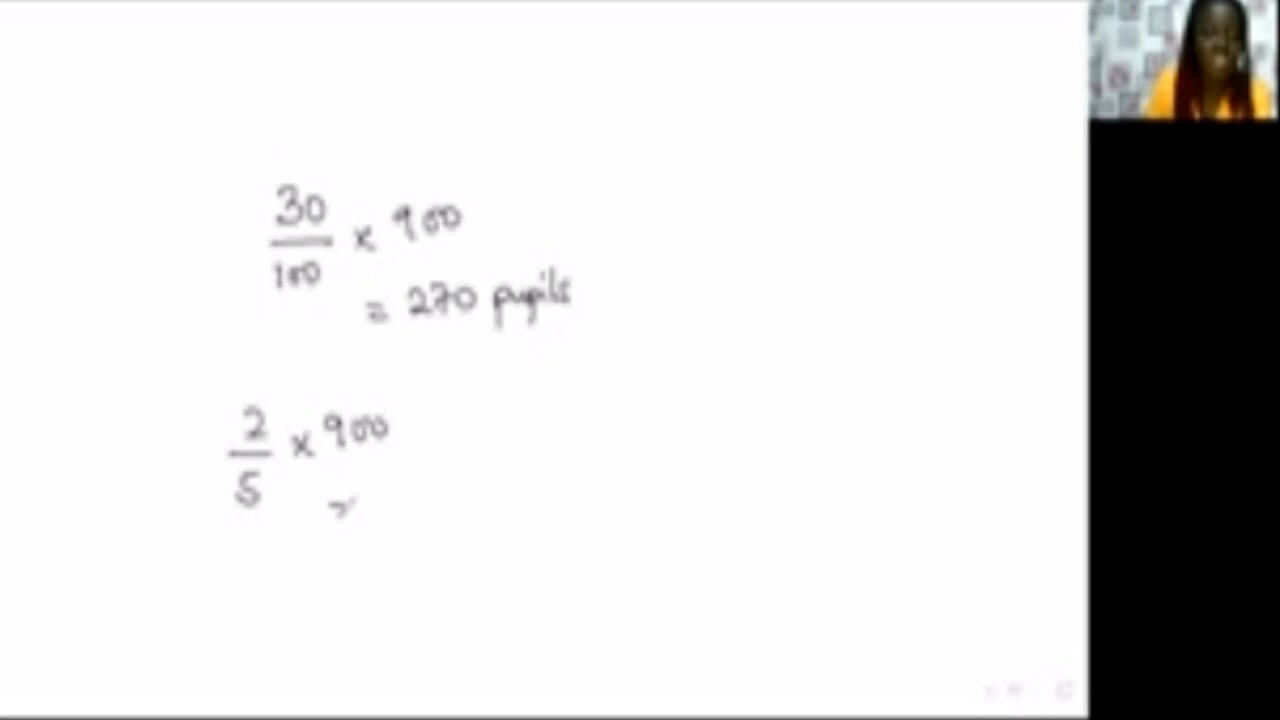 30/100 × 900
= 270 pupils
2/5 × 900
=